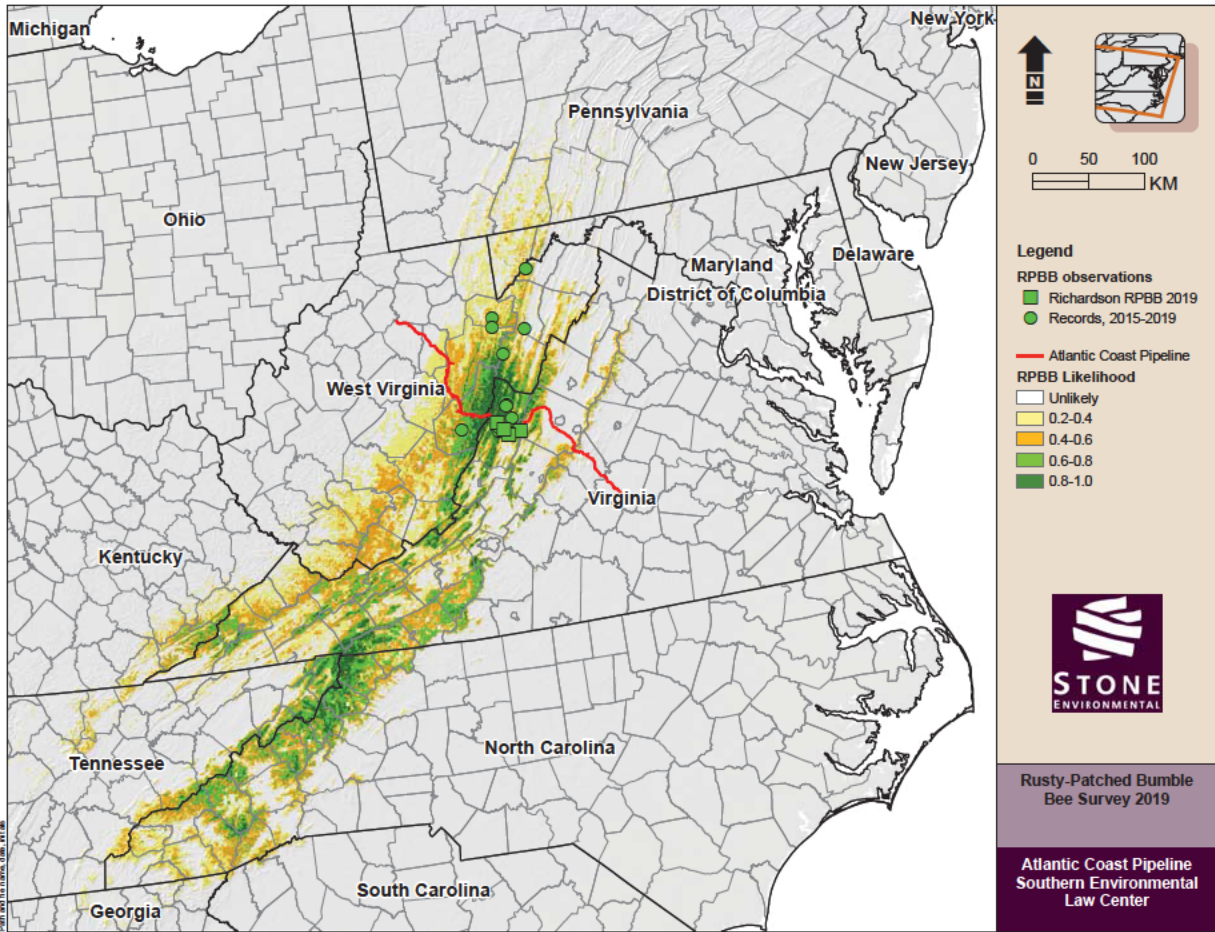 Michigan
New York
Pennsylvania
New Jersey
Ohio
Maryland
Delaware
District of Columbia
West Virginia
Virginia
Kentucky
North Carolina
Tennessee
South Carolina
Georgia
N
0 50 100
KM
Legend
RPBB observations
Richardson RPBB 2019
Records, 2015-2019
Atlantic Coast Pipeline
RPBB Likelihood
Unlikely
0.2-0.4
0.4-0.6
0.6-0.8
0.8-1.0
STONE
ENVIRONMENTAL
Rusty-Patched Bumble
Bee Survey 2019
Atlantic Coast Pipeline
Southern Environmental
Law Center